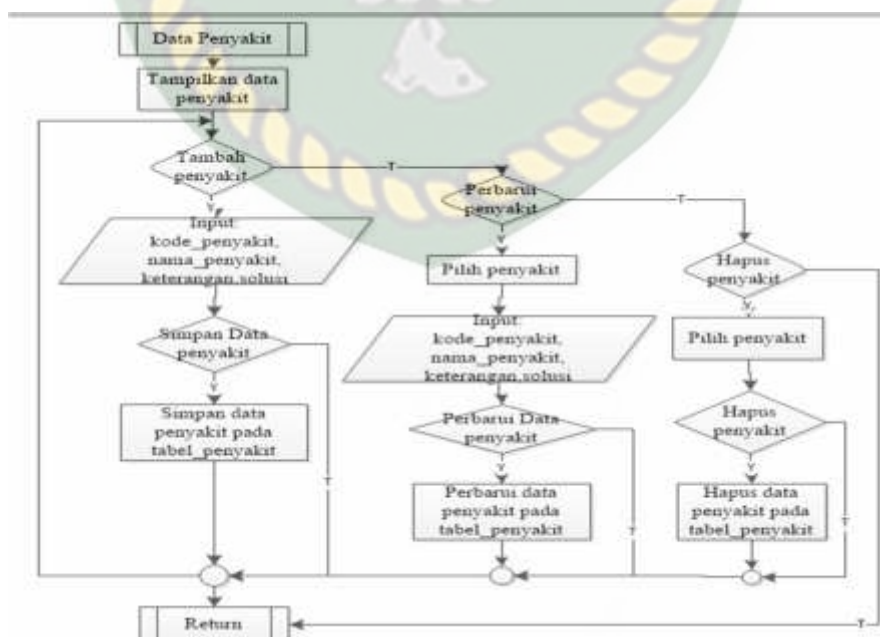 Data Penyakit
Tampilkan data
penyakit
Tambah
penyakit
T
Y
Input:
kode_penyakit,
nama_penyakit,
keterangan,solusi
Simpan Data
penyakit
Y
T
Simpan data
penyakit pada
tabel_penyakit
Perbarui
penyakit
T
Y
Pilih penyakit
Input:
kode_penyakit,
nama_penyakit,
keterangan,solusi
Perbarui Data
penyakit
Y
T
Perbarui data
penyakit pada
tabel_penyakit
Hapus
penyakit
Y
Pilih penyakit
Hapus
penyakit
Y
T
Hapus data
penyakit pada
tabel_penyakit
T
Return